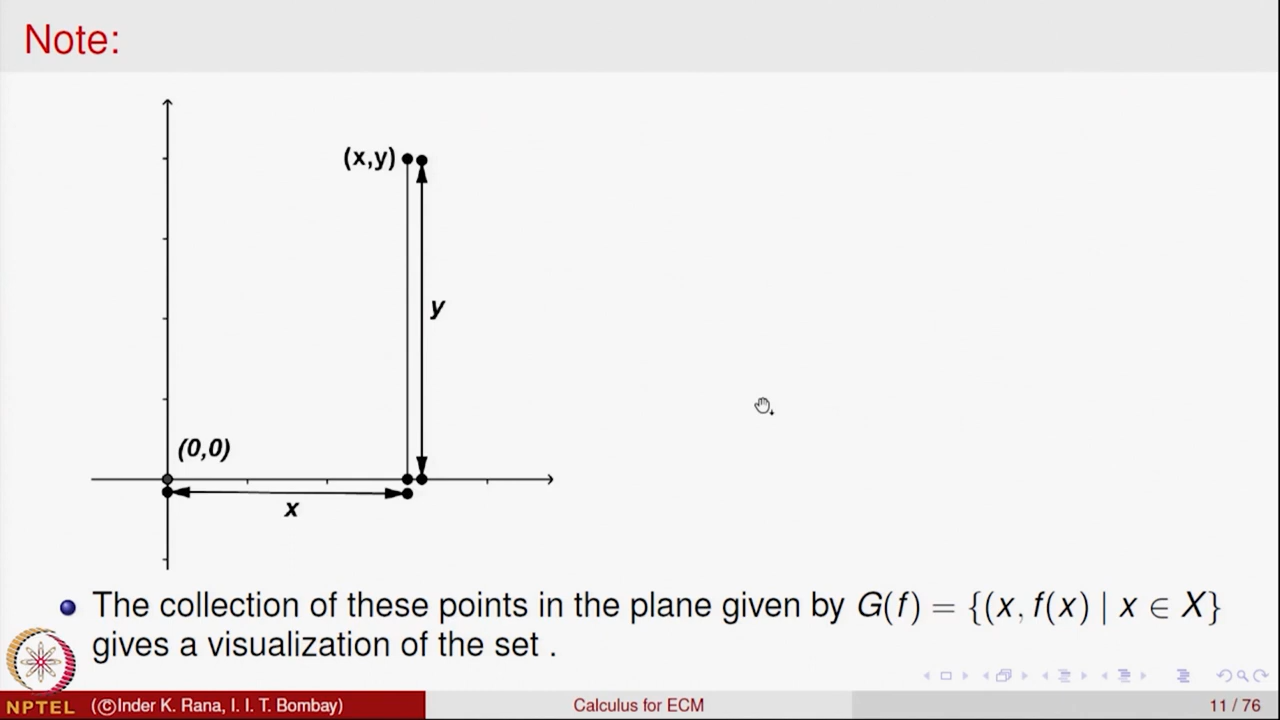 Note:
(x,y)
y
(0,0)
x
The collection of these points in the plane given by G(f) = {(x, f(x) | x ∈ X}
gives a visualization of the set .
NPTEL (©Inder K. Rana, I. I. T. Bombay) Calculus for ECM 11 / 76